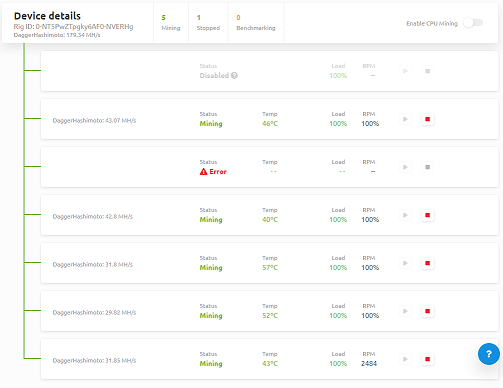 Device details
Rig ID: 0-NTSPwZTpgky6AF0-NVERHg
DaggerHashimoto: 179.34 MH/s
5 1 0
Mining Stopped Benchmarking
Enable CPU Mining
Status Load RPM
Disabled ? 100% --
Status Temp Load RPM
DaggerHashimoto: 43.07 MH/s Mining 46°C 100% 100%
Status Temp Load RPM
Error -- -- --
Status Temp Load RPM
DaggerHashimoto: 42.8 MH/s Mining 40°C 100% 100%
Status Temp Load RPM
DaggerHashimoto: 31.8 MH/s Mining 57°C 100% 100%
Status Temp Load RPM
DaggerHashimoto: 29.82 MH/s Mining 52°C 100% 100%
?
Status Temp Load RPM
DaggerHashimoto: 31.85 MH/s Mining 43°C 100% 2484